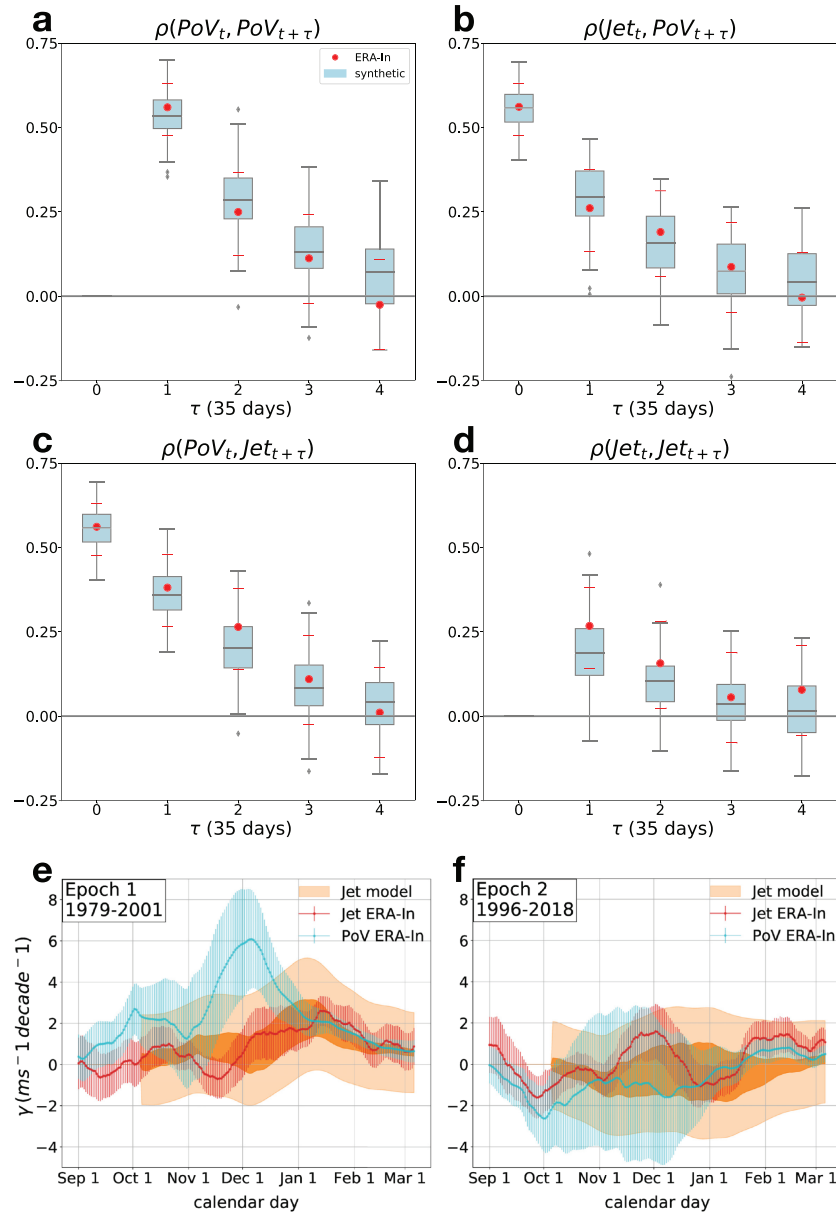 a
ρ(PoV_t, PoV_{t+τ})
ERA-In
synthetic
0.75
0.50
0.25
0.00
−0.25
0 1 2 3 4
τ (35 days)
b
ρ(Jet_t, PoV_{t+τ})
0.75
0.50
0.25
0.00
−0.25
0 1 2 3 4
τ (35 days)
c
ρ(PoV_t, Jet_{t+τ})
0.75
0.50
0.25
0.00
−0.25
0 1 2 3 4
τ (35 days)
d
ρ(Jet_t, Jet_{t+τ})
0.75
0.50
0.25
0.00
−0.25
0 1 2 3 4
τ (35 days)
e
Epoch 1
1979-2001
Jet model
Jet ERA-In
PoV ERA-In
γ (ms⁻¹ decade⁻¹)
8
6
4
2
0
−2
−4
Sep 1 Oct 1 Nov 1 Dec 1 Jan 1 Feb 1 Mar 1
calendar day
f
Epoch 2
1996-2018
Jet model
Jet ERA-In
PoV ERA-In
8
6
4
2
0
−2
−4
Sep 1 Oct 1 Nov 1 Dec 1 Jan 1 Feb 1 Mar 1
calendar day